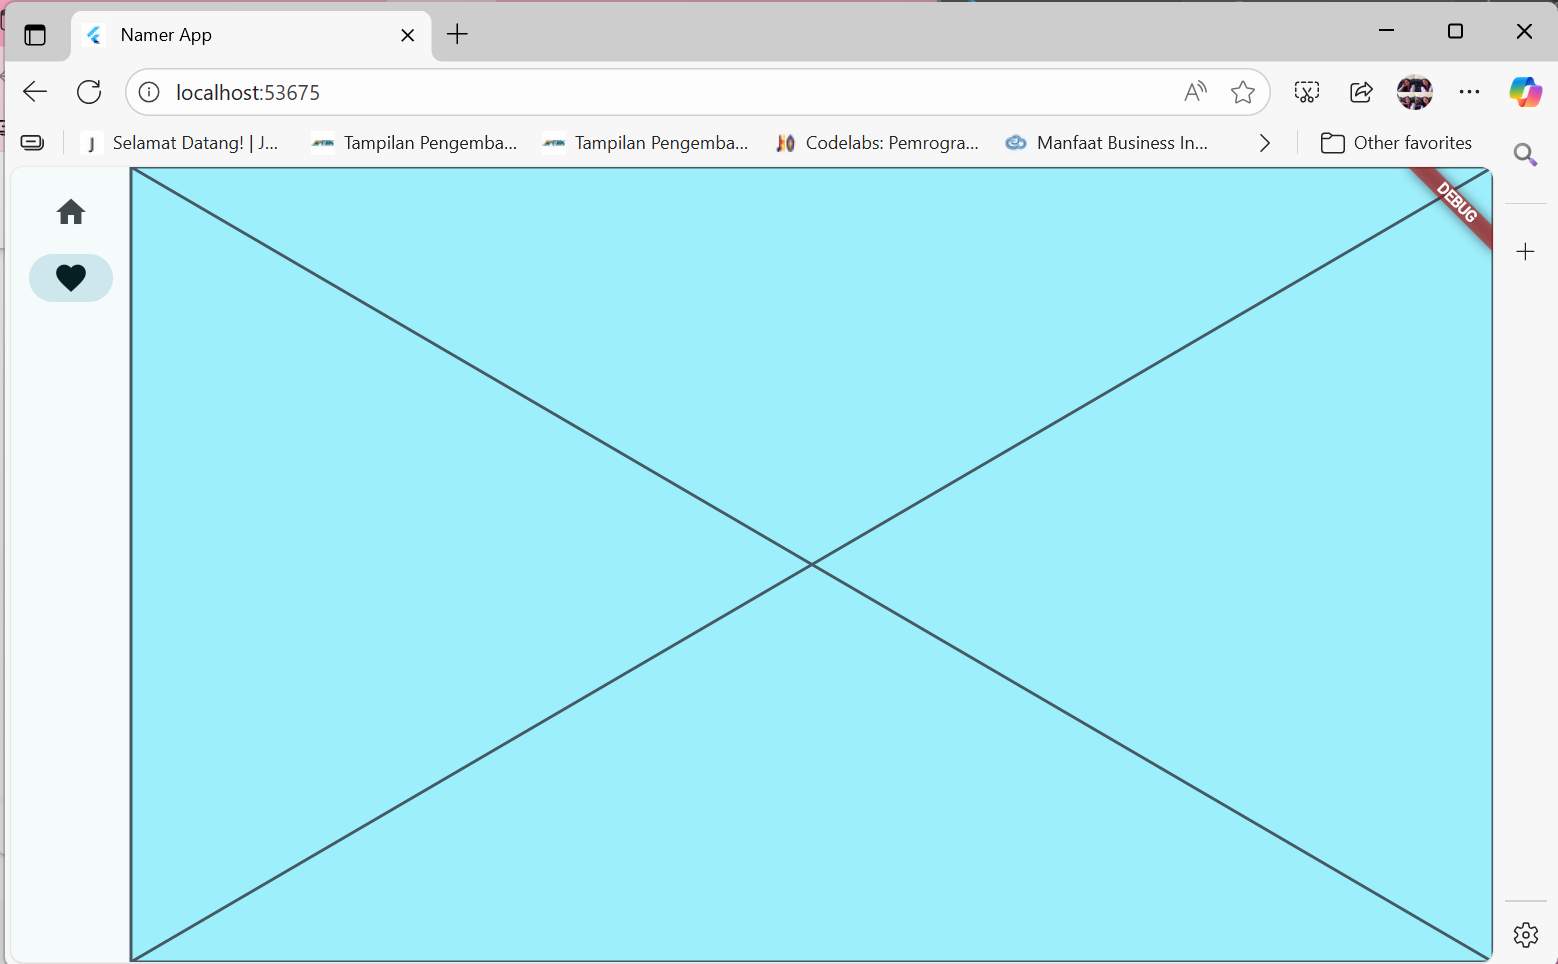 Namer App
localhost:53675
Selamat Datang! | J... Tampilan Pengemba... Tampilan Pengemba... Codelabs: Pemrogra... Manfaat Business In... Other favorites
DEBUG